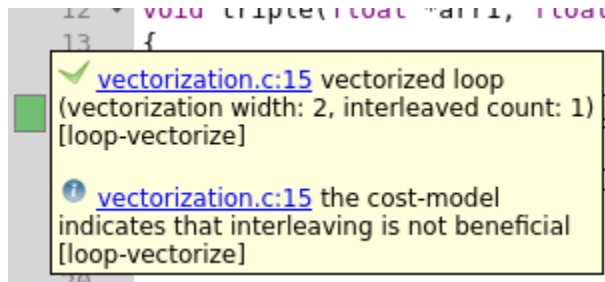 12 void triple(float *arr1, float
13 {
vectorization.c:15 vectorized loop
(vectorization width: 2, interleaved count: 1)
[loop-vectorize]
vectorization.c:15 the cost-model
indicates that interleaving is not beneficial
[loop-vectorize]
20